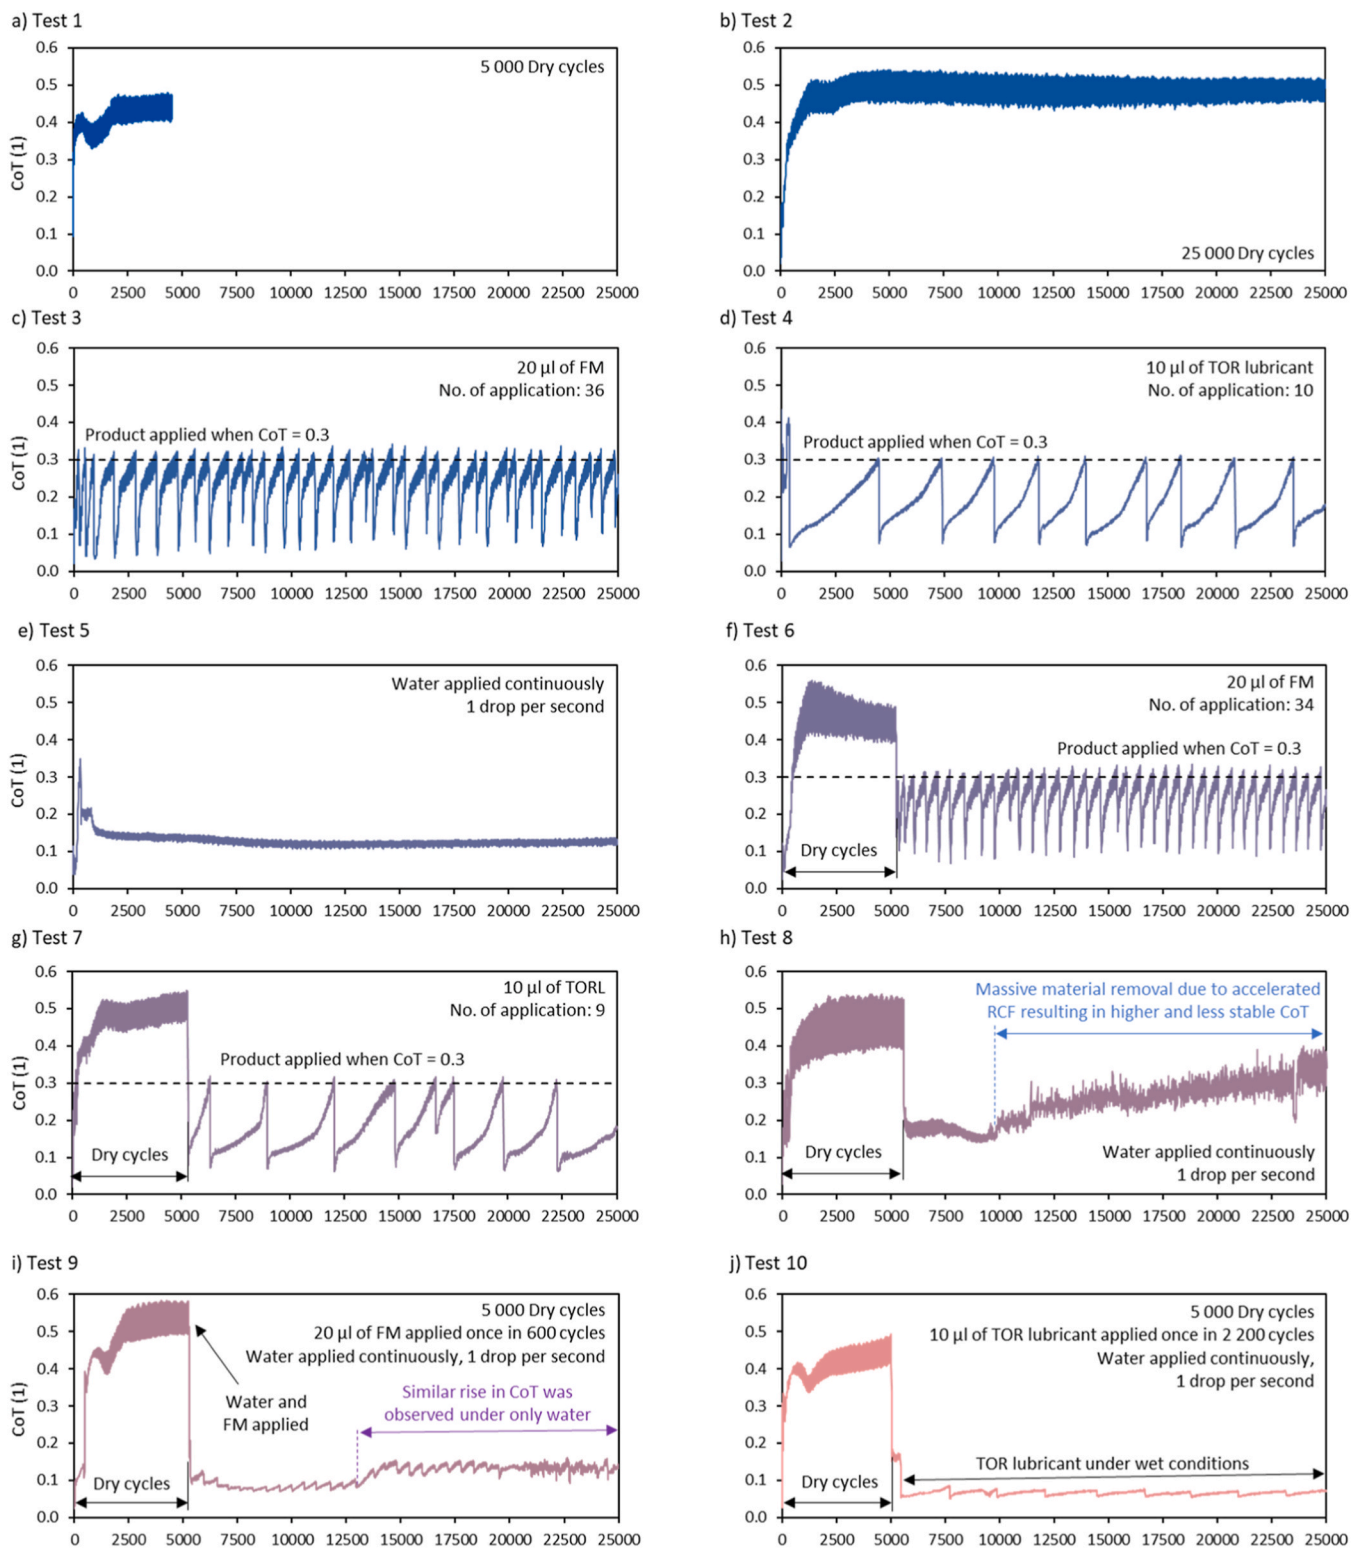 a) Test 1
0.6
5 000 Dry cycles
0.5
0.4
CoT (1)
0.3
0.2
0.1
0.0
0 2500 5000 7500 10000 12500 15000 17500 20000 22500 25000
b) Test 2
0.6
0.5
0.4
0.3
0.2
0.1
25 000 Dry cycles
0.0
0 2500 5000 7500 10000 12500 15000 17500 20000 22500 25000
c) Test 3
0.6
20 µl of FM
0.5
No. of application: 36
0.4
Product applied when CoT = 0.3
CoT (1)
0.3
0.2
0.1
0.0
0 2500 5000 7500 10000 12500 15000 17500 20000 22500 25000
d) Test 4
0.6
10 µl of TOR lubricant
0.5
No. of application: 10
0.4
Product applied when CoT = 0.3
0.3
0.2
0.1
0.0
0 2500 5000 7500 10000 12500 15000 17500 20000 22500 25000
e) Test 5
0.6
Water applied continuously
1 drop per second
0.5
0.4
CoT (1)
0.3
0.2
0.1
0.0
0 2500 5000 7500 10000 12500 15000 17500 20000 22500 25000
f) Test 6
0.6
20 µl of FM
No. of application: 34
0.5
0.4
Product applied when CoT = 0.3
0.3
0.2
0.1
Dry cycles
0.0
0 2500 5000 7500 10000 12500 15000 17500 20000 22500 25000
g) Test 7
0.6
10 µl of TORL
No. of application: 9
0.5
0.4
Product applied when CoT = 0.3
CoT (1)
0.3
0.2
0.1
Dry cycles
0.0
0 2500 5000 7500 10000 12500 15000 17500 20000 22500 25000
h) Test 8
0.6
Massive material removal due to accelerated
RCF resulting in higher and less stable CoT
0.5
0.4
0.3
0.2
0.1
Dry cycles
Water applied continuously
1 drop per second
0.0
0 2500 5000 7500 10000 12500 15000 17500 20000 22500 25000
i) Test 9
0.6
5 000 Dry cycles
20 µl of FM applied once in 600 cycles
Water applied continuously, 1 drop per second
0.5
0.4
Water and
FM applied
Similar rise in CoT was
observed under only water
CoT (1)
0.3
0.2
0.1
Dry cycles
0.0
0 2500 5000 7500 10000 12500 15000 17500 20000 22500 25000
j) Test 10
0.6
5 000 Dry cycles
10 µl of TOR lubricant applied once in 2 200 cycles
Water applied continuously,
1 drop per second
0.5
0.4
0.3
0.2
TOR lubricant under wet conditions
0.1
Dry cycles
0.0
0 2500 5000 7500 10000 12500 15000 17500 20000 22500 25000